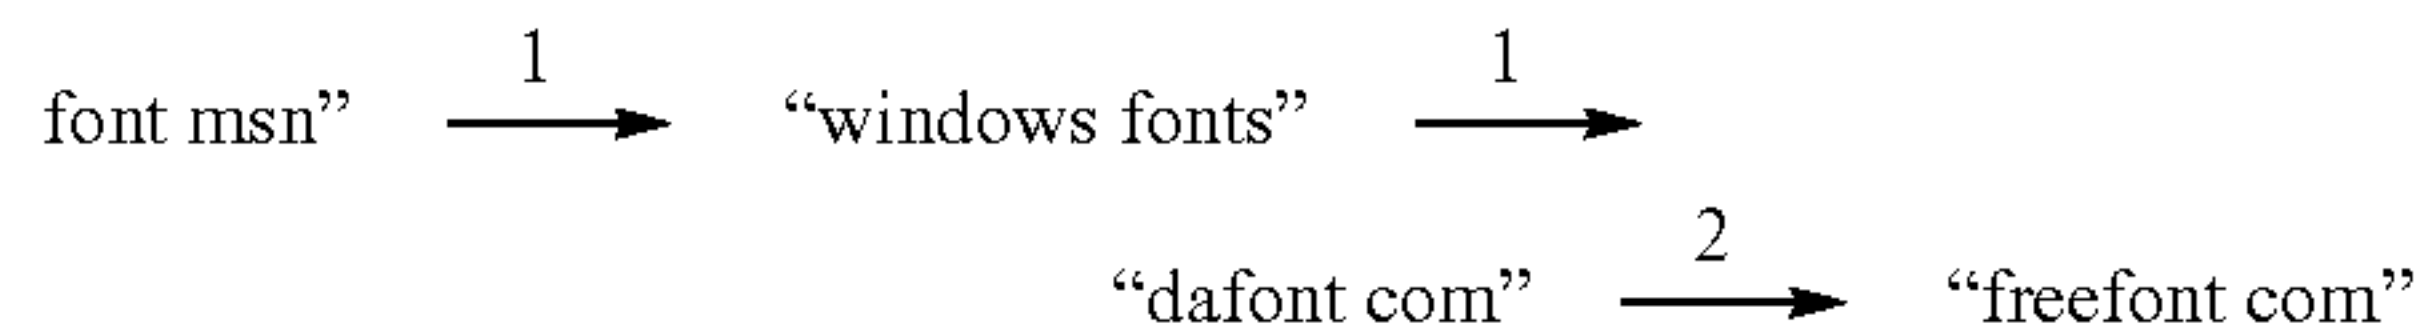 font msn” 1 “windows fonts” 1
“dafont com” 2 “freefont com”